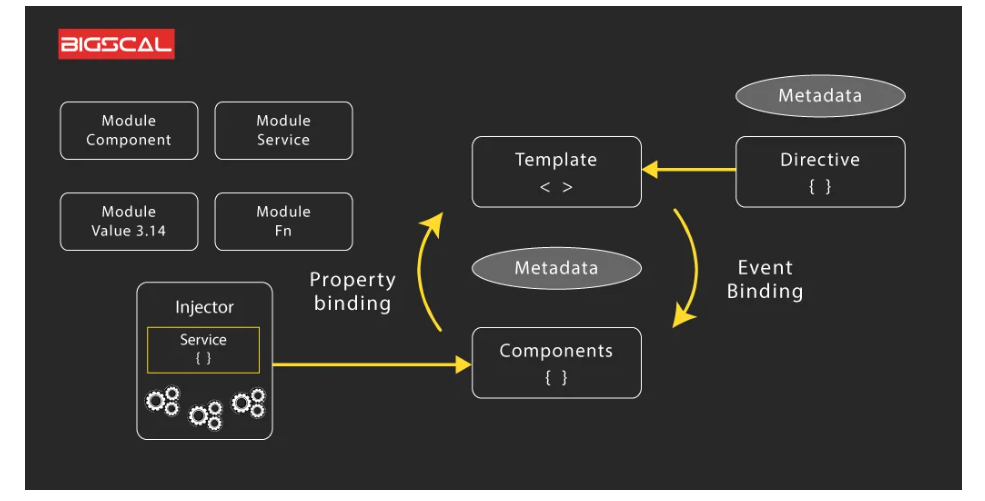 BIGSCAL
Module
Component
Module
Service
Module
Value 3.14
Module
Fn
Injector
Service
{ }
Property
binding
Template
< >
Metadata
Components
{ }
Metadata
Directive
{ }
Event
Binding